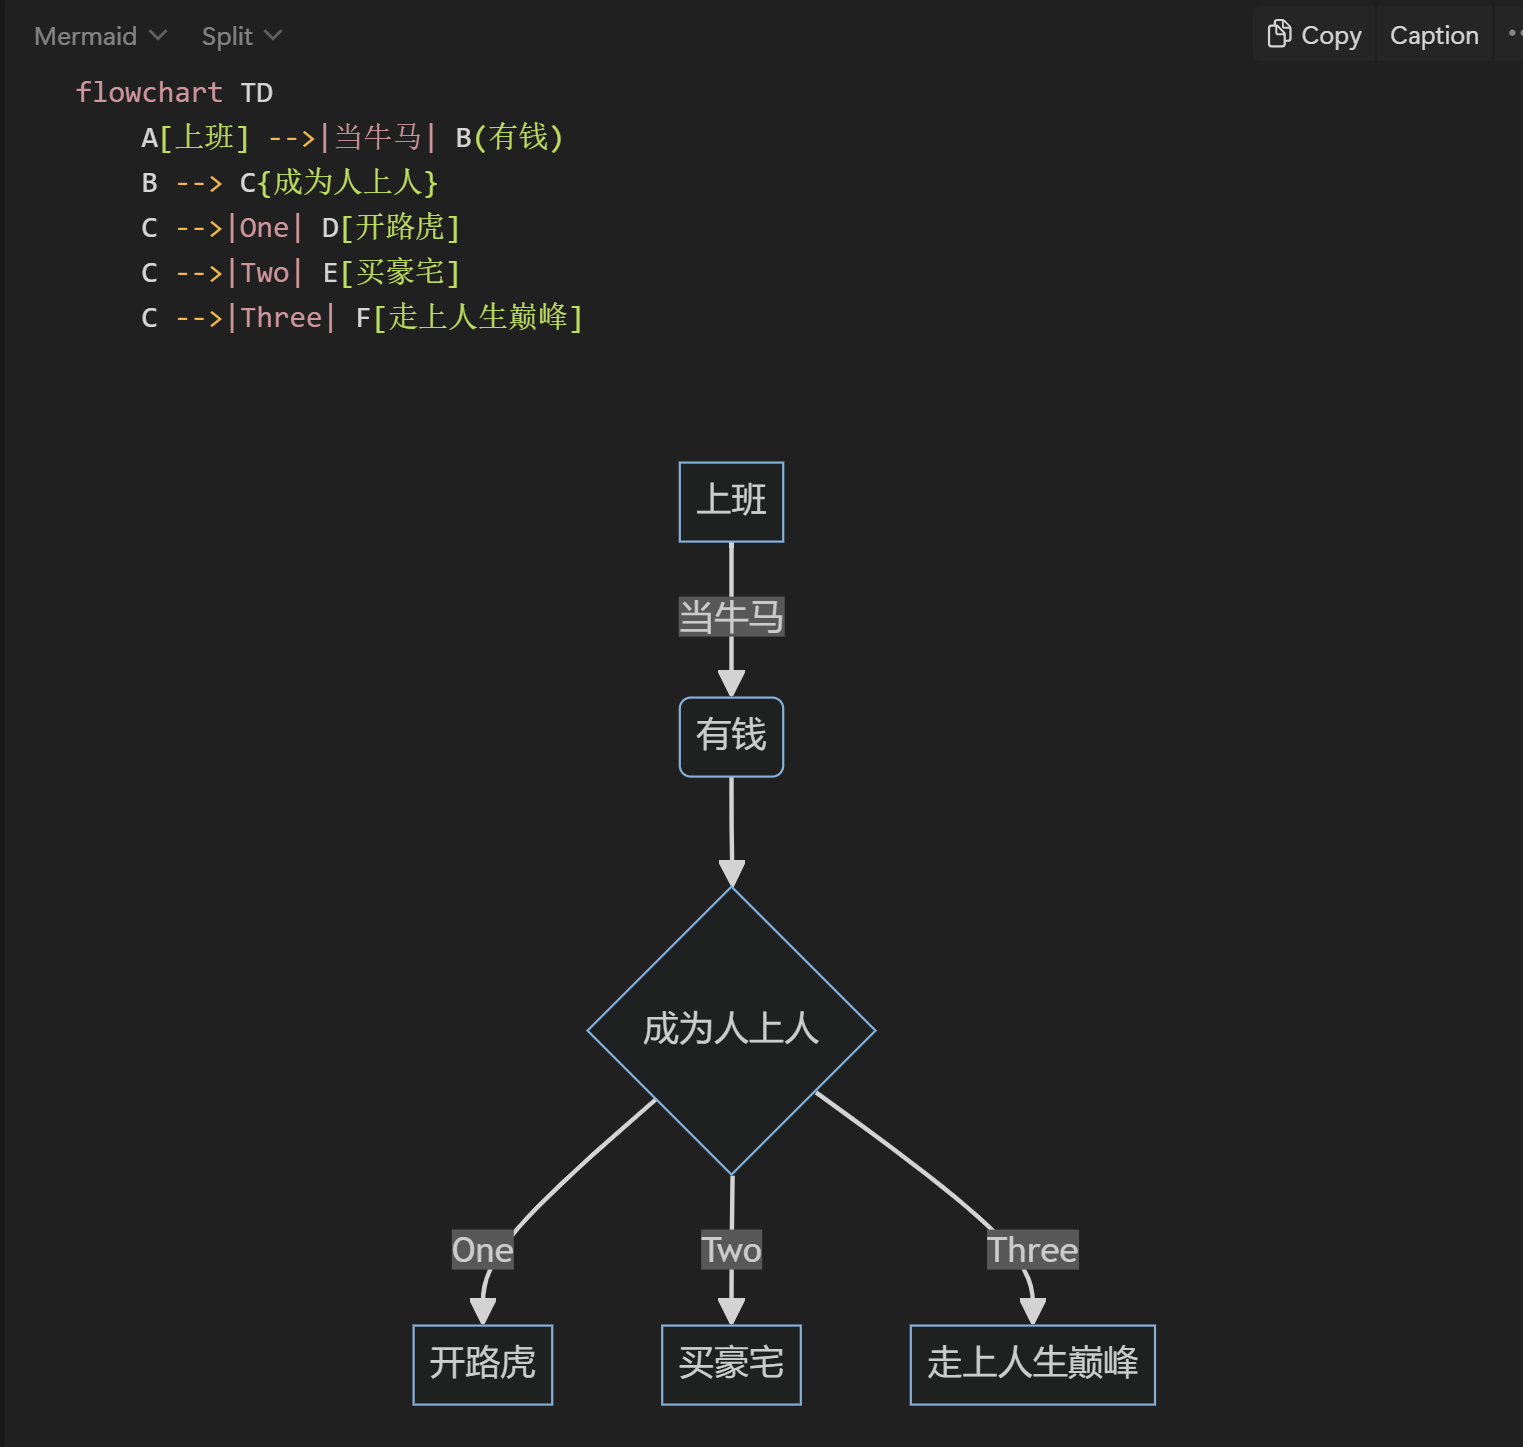 Mermaid Split Copy Caption
flowchart TD
A[上班] -->|当牛马| B(有钱)
B --> C{成为人上人}
C -->|One| D[开路虎]
C -->|Two| E[买豪宅]
C -->|Three| F[走上人生巅峰]
上班
当牛马
有钱
成为人上人
One Two Three
开路虎 买豪宅 走上人生巅峰